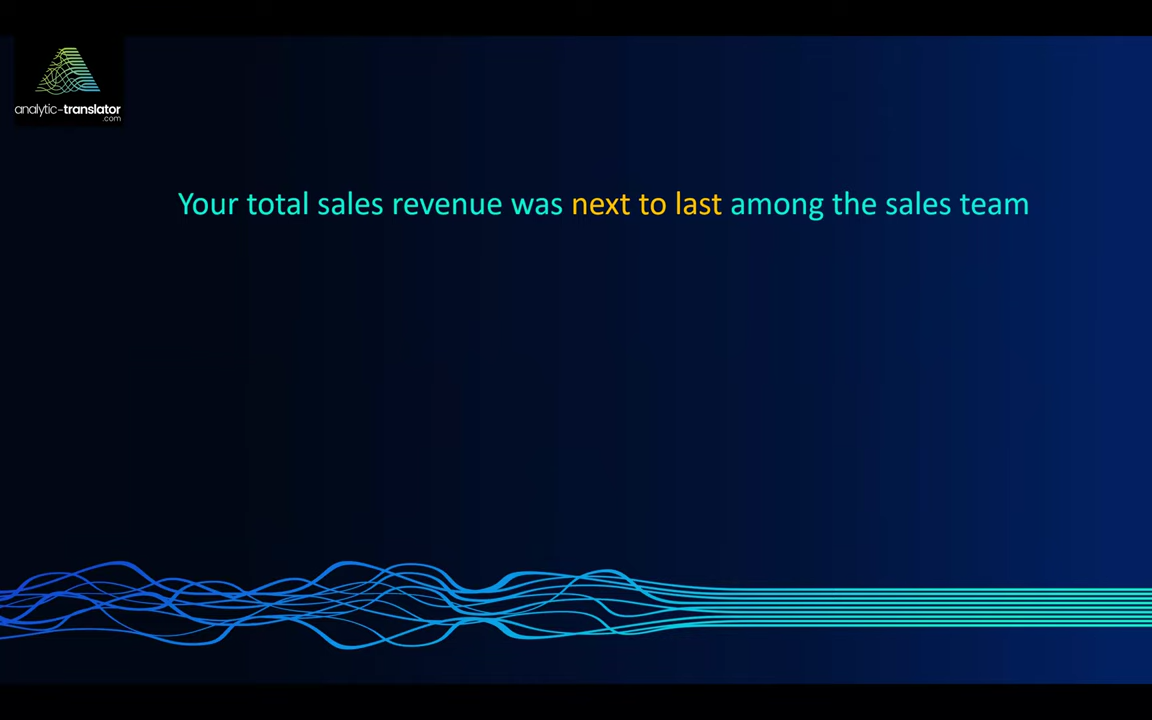 analytic-translator
.com
Your total sales revenue was next to last among the sales team